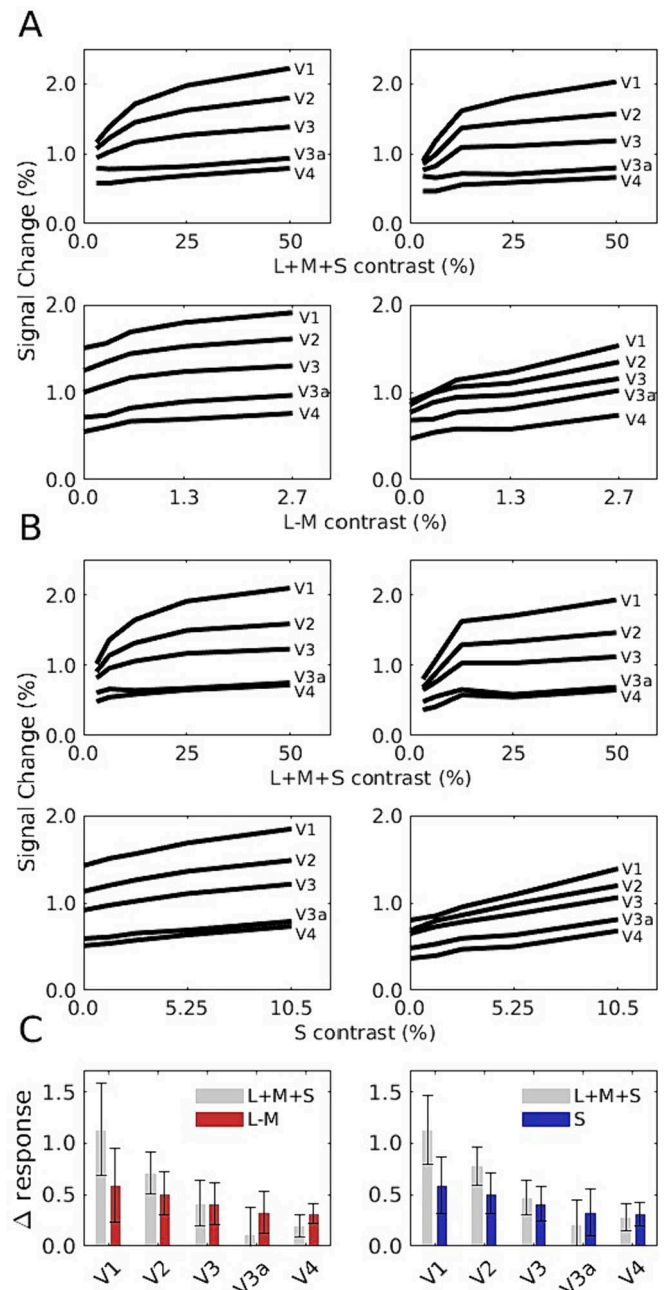 A
Signal Change (%)
2.0
1.0
0.0
V1
V2
V3
V3a
V4
0.0 25 50
2.0
1.0
0.0
V1
V2
V3
V3a
V4
0.0 25 50
L+M+S contrast (%)
2.0
1.0
0.0
V1
V2
V3
V3a
V4
0.0 1.3 2.7
2.0
1.0
0.0
V1
V2
V3
V3a
V4
0.0 1.3 2.7
L-M contrast (%)
B
Signal Change (%)
2.0
1.0
0.0
V1
V2
V3
V3a
V4
0.0 25 50
2.0
1.0
0.0
V1
V2
V3
V3a
V4
0.0 25 50
L+M+S contrast (%)
2.0
1.0
0.0
V1
V2
V3
V3a
V4
0.0 5.25 10.5
2.0
1.0
0.0
V1
V2
V3
V3a
V4
0.0 5.25 10.5
S contrast (%)
C
Δ response
1.5
1.0
0.5
0.0
L+M+S
L-M
V1 V2 V3 V3a V4
1.5
1.0
0.5
0.0
L+M+S
S
V1 V2 V3 V3a V4